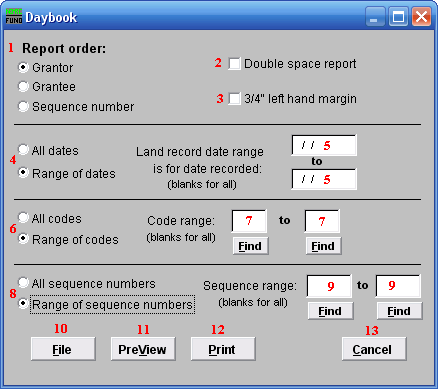 FUND Daybook
1 Report order:
Grantor
Grantee
Sequence number
2 Double space report
3 3/4" left hand margin
4
All dates
Range of dates
Land record date range
is for date recorded:
(blanks for all)
/ / 5
to
/ / 5
6
All codes
Range of codes
Code range:
(blanks for all)
7 to 7
Find Find
8
All sequence numbers
Range of sequence numbers
Sequence range:
(blanks for all)
9 to 9
Find Find
10 11 12 13
File PreView Print Cancel